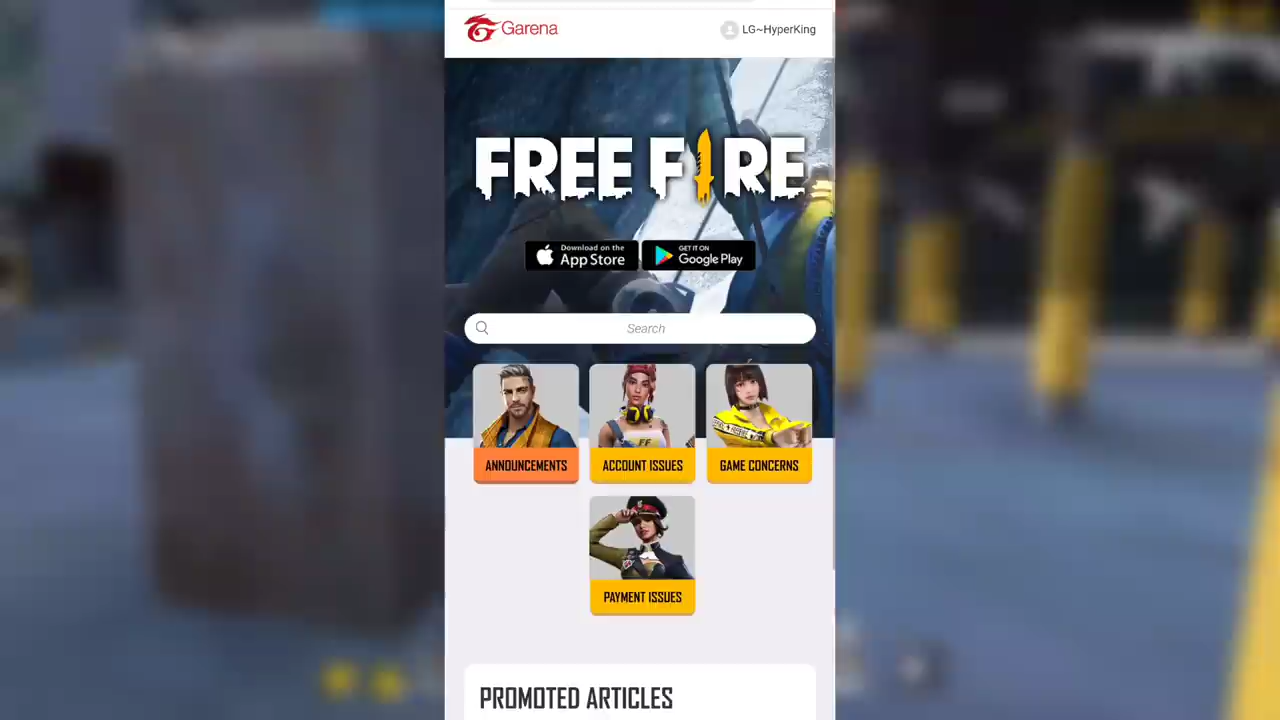 Garena
LG~HyperKing
FREE FIRE
Download on the
App Store
GET IT ON
Google Play
Search
FF
ANNOUNCEMENTS
ACCOUNT ISSUES
GAME CONCERNS
PAYMENT ISSUES
PROMOTED ARTICLES